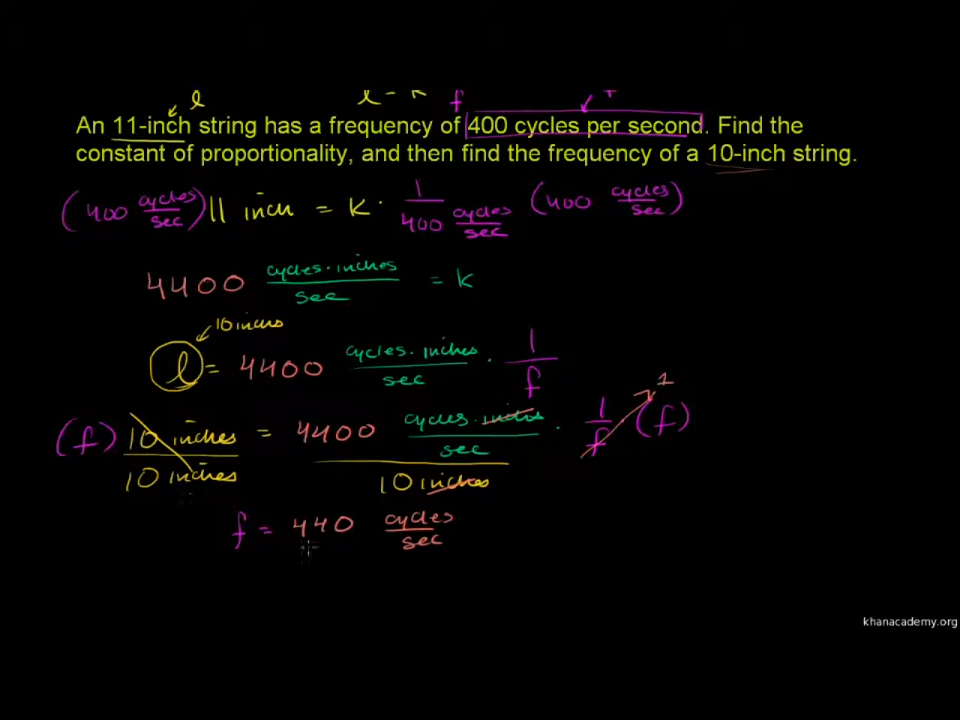 l
l = k
f
An 11-inch string has a frequency of 400 cycles per second. Find the
constant of proportionality, and then find the frequency of a 10-inch string.
(400 cycles/sec) 11 inch = k · 1/(400 cycles/sec) (400 cycles/sec)
4400 cycles·inches/sec = k
10 inches
l = 4400 cycles·inches/sec · 1/f
1
(f) 10 inches/10 inches = 4400 cycles·inches/sec / 10 inches · 1/f (f)
f = 440 cycles/sec
khanacademy.org